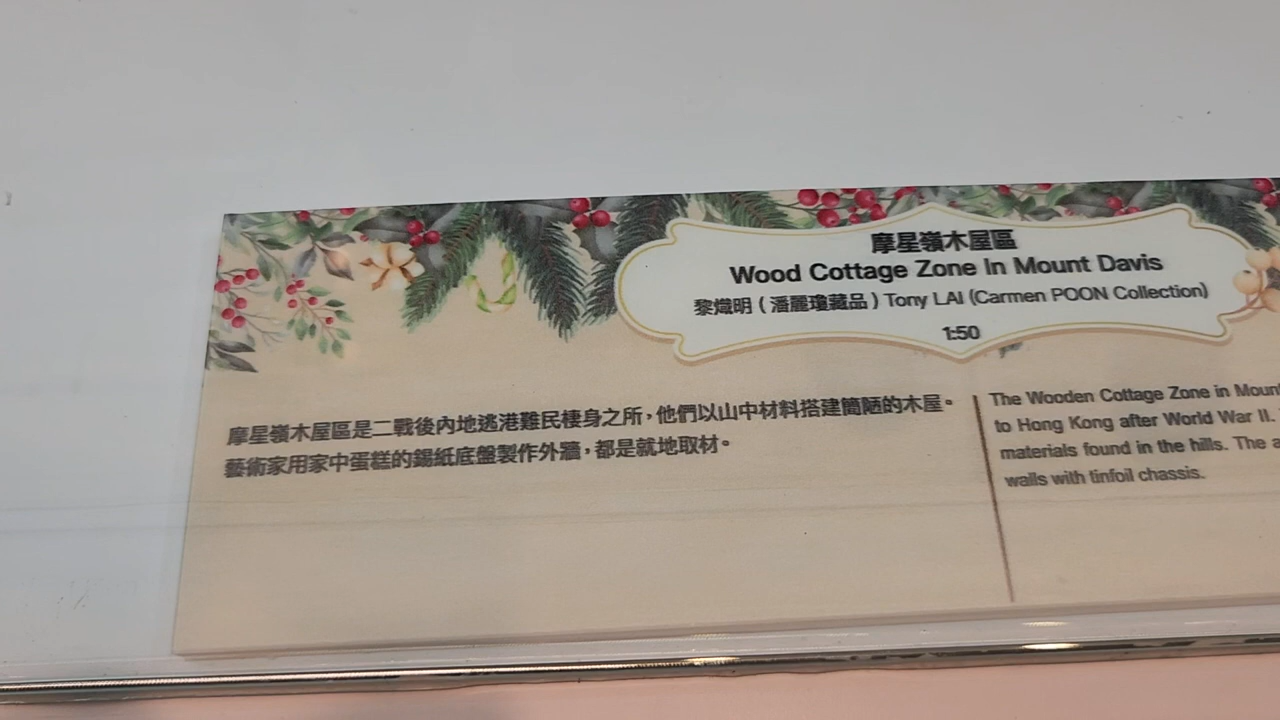 摩星嶺木屋區
Wood Cottage Zone In Mount Davis
黎熾明 ( 潘麗瓊藏品 ) Tony LAI (Carmen POON Collection)
1:50
摩星嶺木屋區是二戰後內地逃港難民棲身之所，他們以山中材料搭建簡陋的木屋。
藝術家用家中蛋糕的錫紙底盤製作外牆，都是就地取材。
The Wooden Cottage Zone in Mount
to Hong Kong after World War II.
materials found in the hills. The
walls with tinfoil chassis.